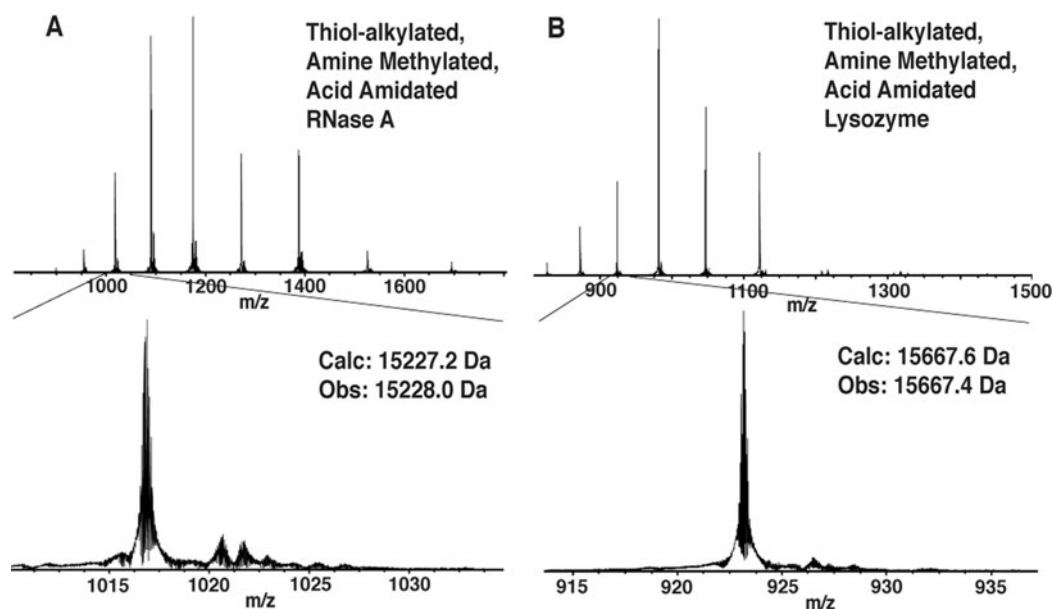 A
Thiol-alkylated,
Amine Methylated,
Acid Amidated
RNase A
1000 1200 1400 1600
m/z
Calc: 15227.2 Da
Obs: 15228.0 Da
1015 1020 1025 1030
m/z
B
Thiol-alkylated,
Amine Methylated,
Acid Amidated
Lysozyme
900 1100 1300 1500
m/z
Calc: 15667.6 Da
Obs: 15667.4 Da
915 920 925 930 935
m/z